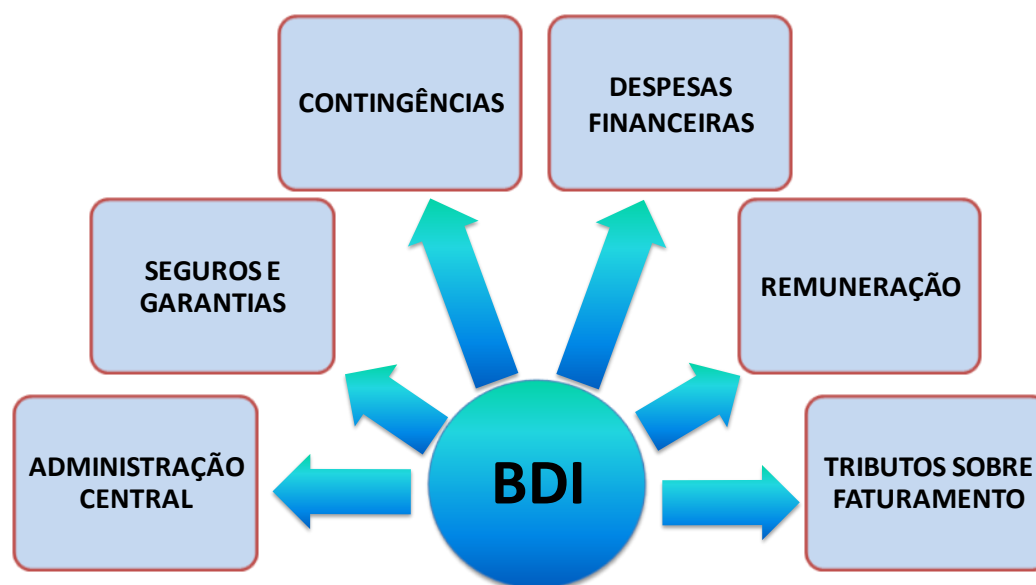 CONTINGÊNCIAS
DESPESAS
FINANCEIRAS
SEGUROS E
GARANTIAS
REMUNERAÇÃO
ADMINISTRAÇÃO
CENTRAL
BDI
TRIBUTOS SOBRE
FATURAMENTO